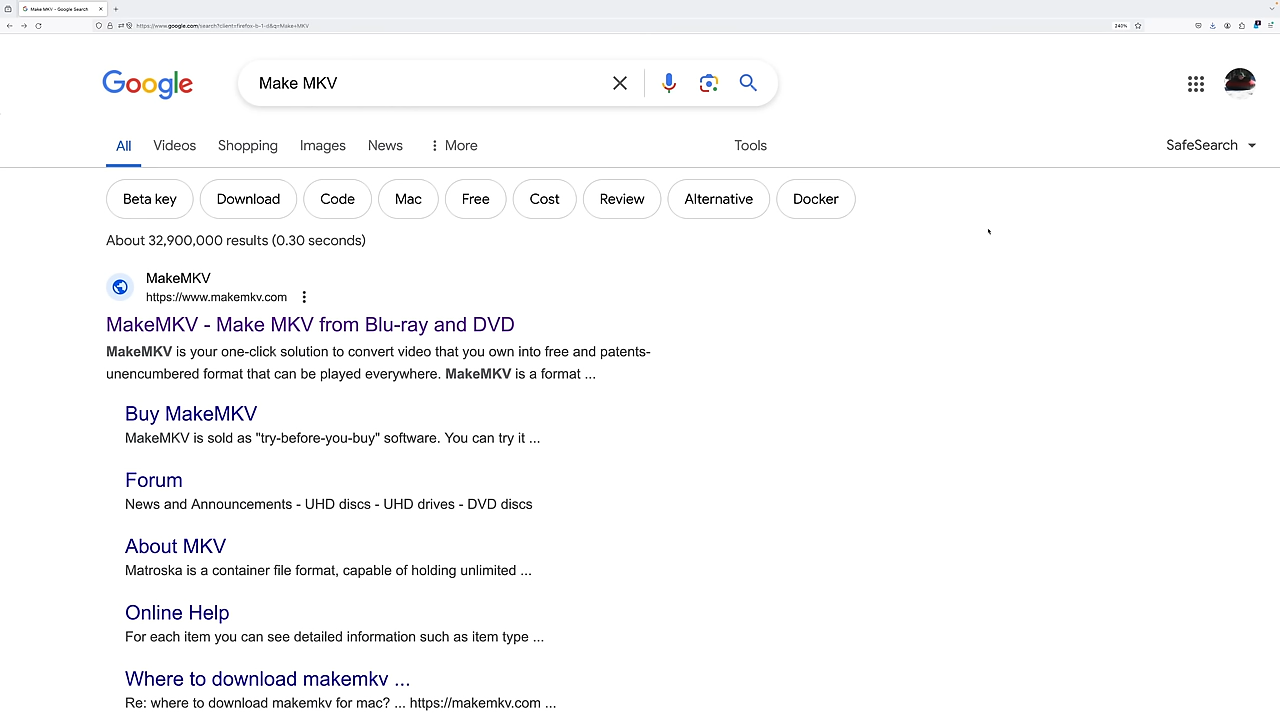 Make MKV - Google Search
https://www.google.com/search?client=firefox-b-1-d&q=Make+MKV
240%
Google
Make MKV
All
Videos
Shopping
Images
News
More
Tools
SafeSearch
Beta key
Download
Code
Mac
Free
Cost
Review
Alternative
Docker
About 32,900,000 results (0.30 seconds)
MakeMKV
https://www.makemkv.com
MakeMKV - Make MKV from Blu-ray and DVD
MakeMKV is your one-click solution to convert video that you own into free and patents-
unencumbered format that can be played everywhere. MakeMKV is a format ...
Buy MakeMKV
MakeMKV is sold as "try-before-you-buy" software. You can try it ...
Forum
News and Announcements - UHD discs - UHD drives - DVD discs
About MKV
Matroska is a container file format, capable of holding unlimited ...
Online Help
For each item you can see detailed information such as item type ...
Where to download makemkv ...
Re: where to download makemkv for mac? ... https://makemkv.com ...